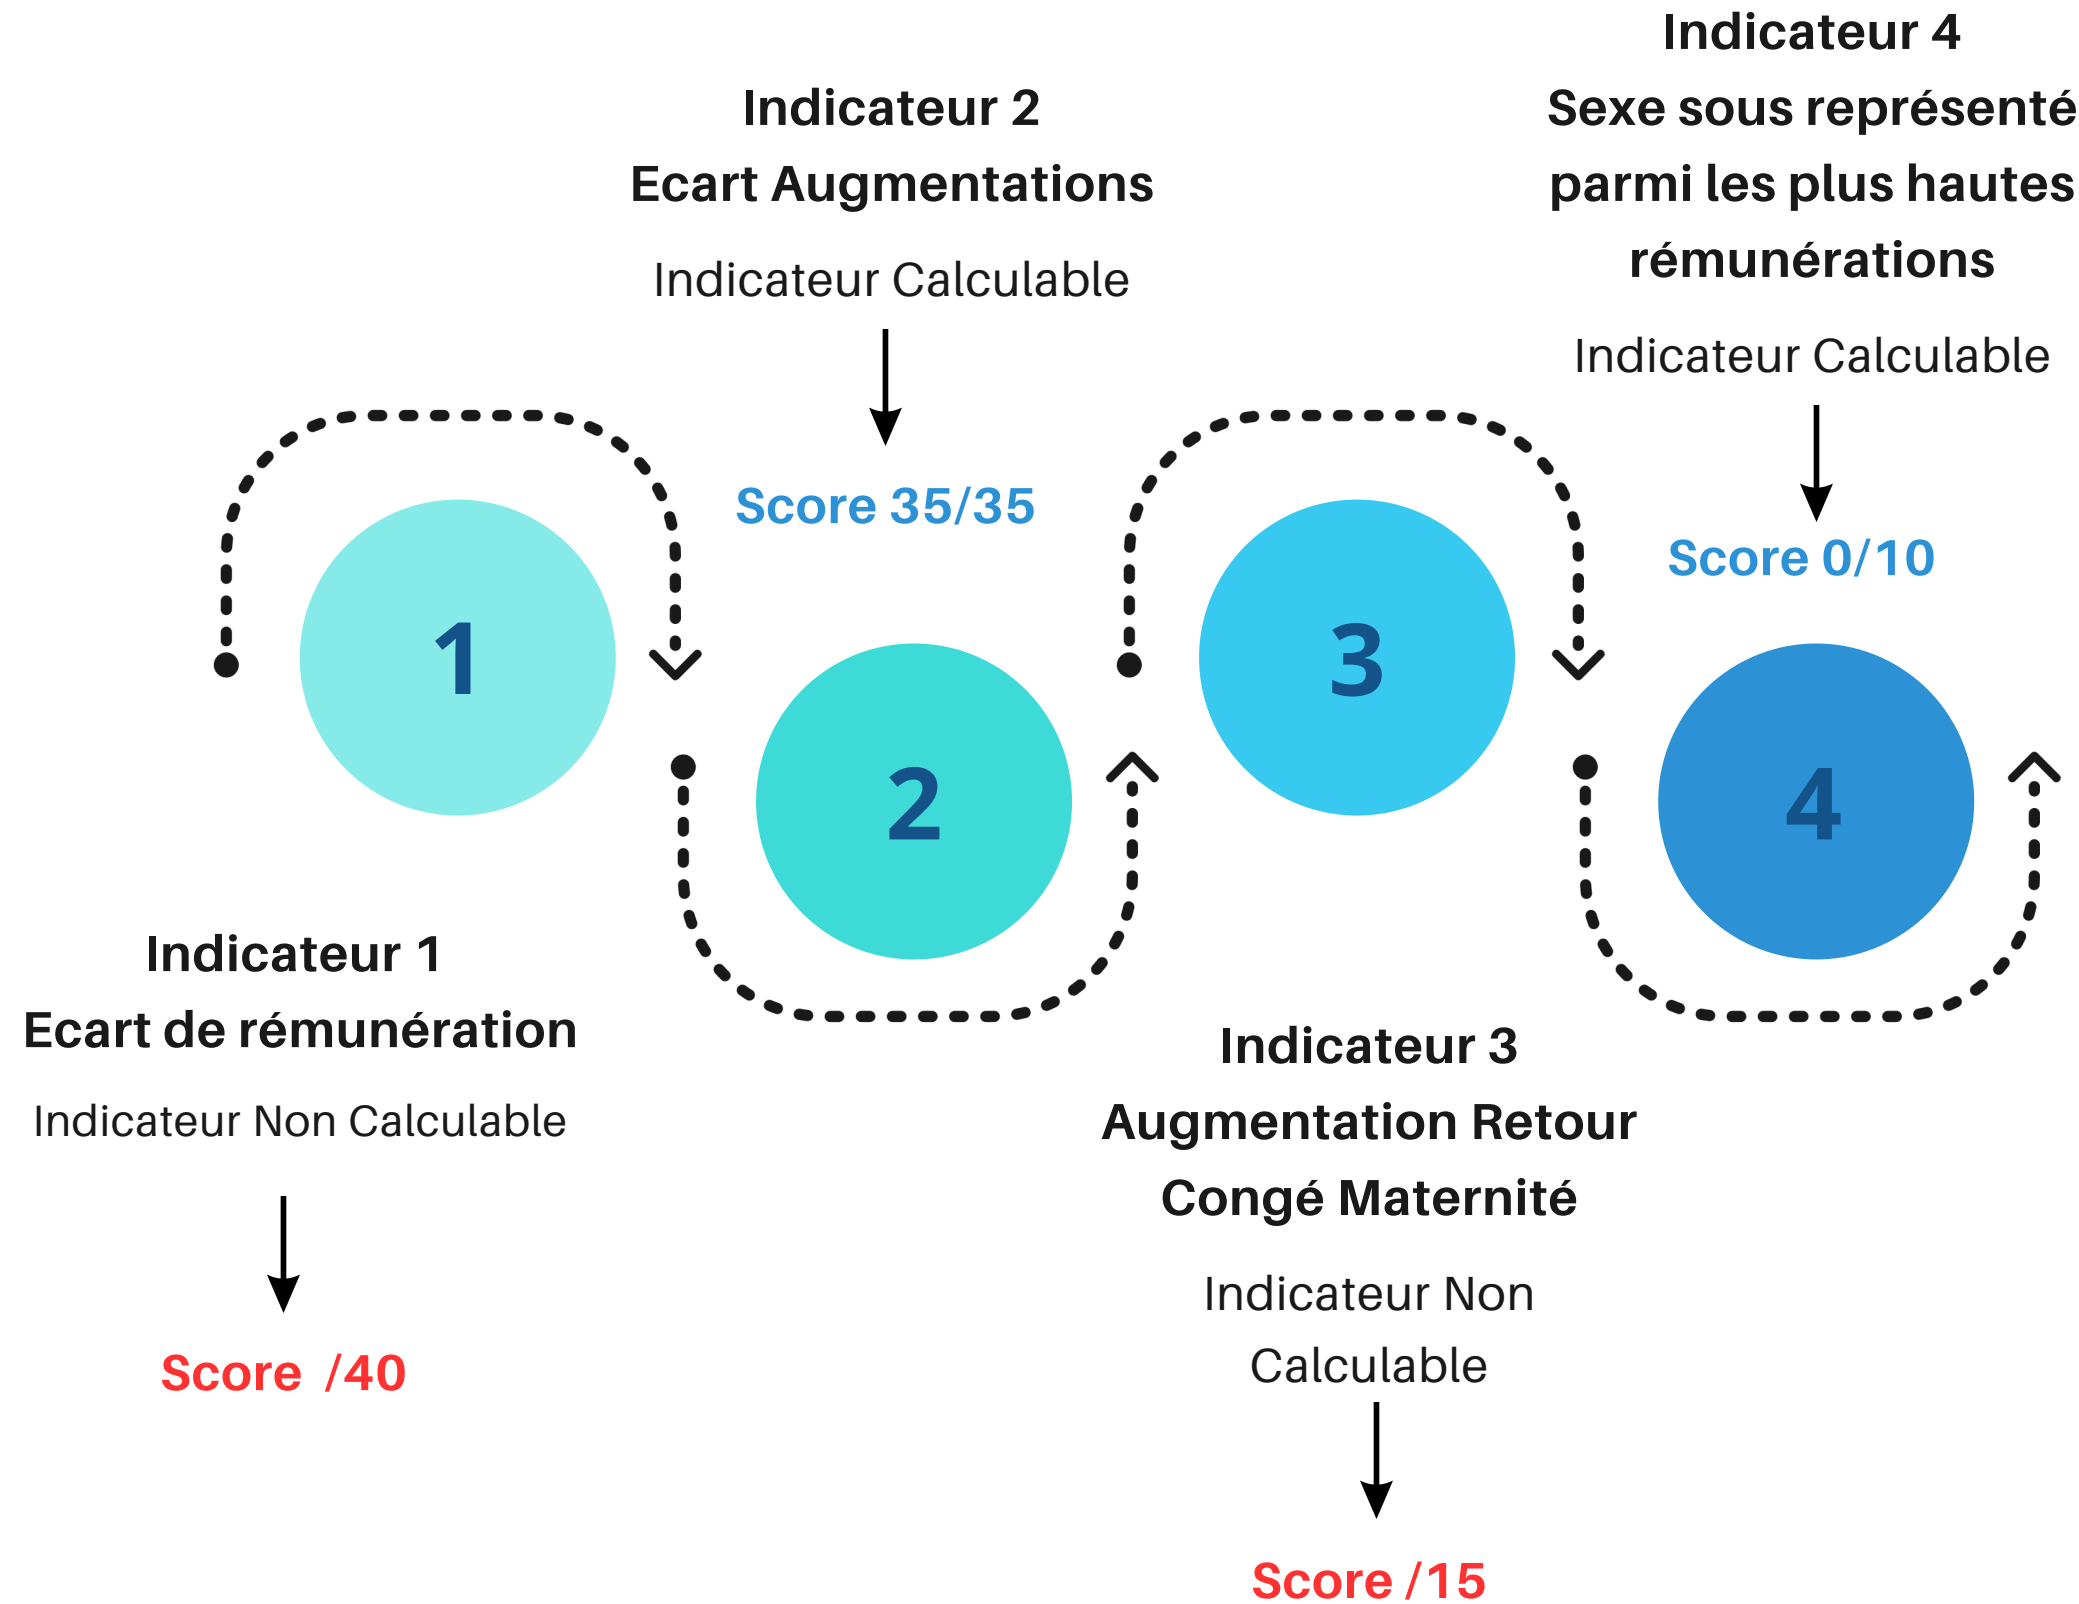 Indicateur 1
Ecart de rémunération
Indicateur Non Calculable
Score  /40
1
Indicateur 2
Ecart Augmentations
Indicateur Calculable
Score 35/35
2
3
Indicateur 3
Augmentation Retour
Congé Maternité
Indicateur Non
Calculable
Score /15
Indicateur 4
Sexe sous représenté
parmi les plus hautes
rémunérations
Indicateur Calculable
Score 0/10
4